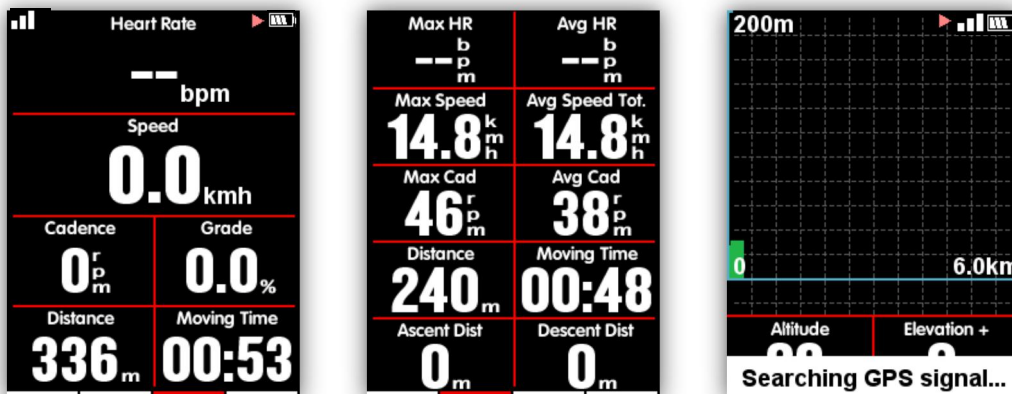 Heart Rate
--
bpm
Speed
0.0 kmh
Cadence Grade
0 rpm 0.0 %
Distance Moving Time
336 m 00:53
Max HR Avg HR
-- bpm -- bpm
Max Speed Avg Speed Tot.
14.8 kmh 14.8 kmh
Max Cad Avg Cad
46 rpm 38 rpm
Distance Moving Time
240 m 00:48
Ascent Dist Descent Dist
0 m 0 m
200m
0 6.0km
Altitude Elevation +
Searching GPS signal...